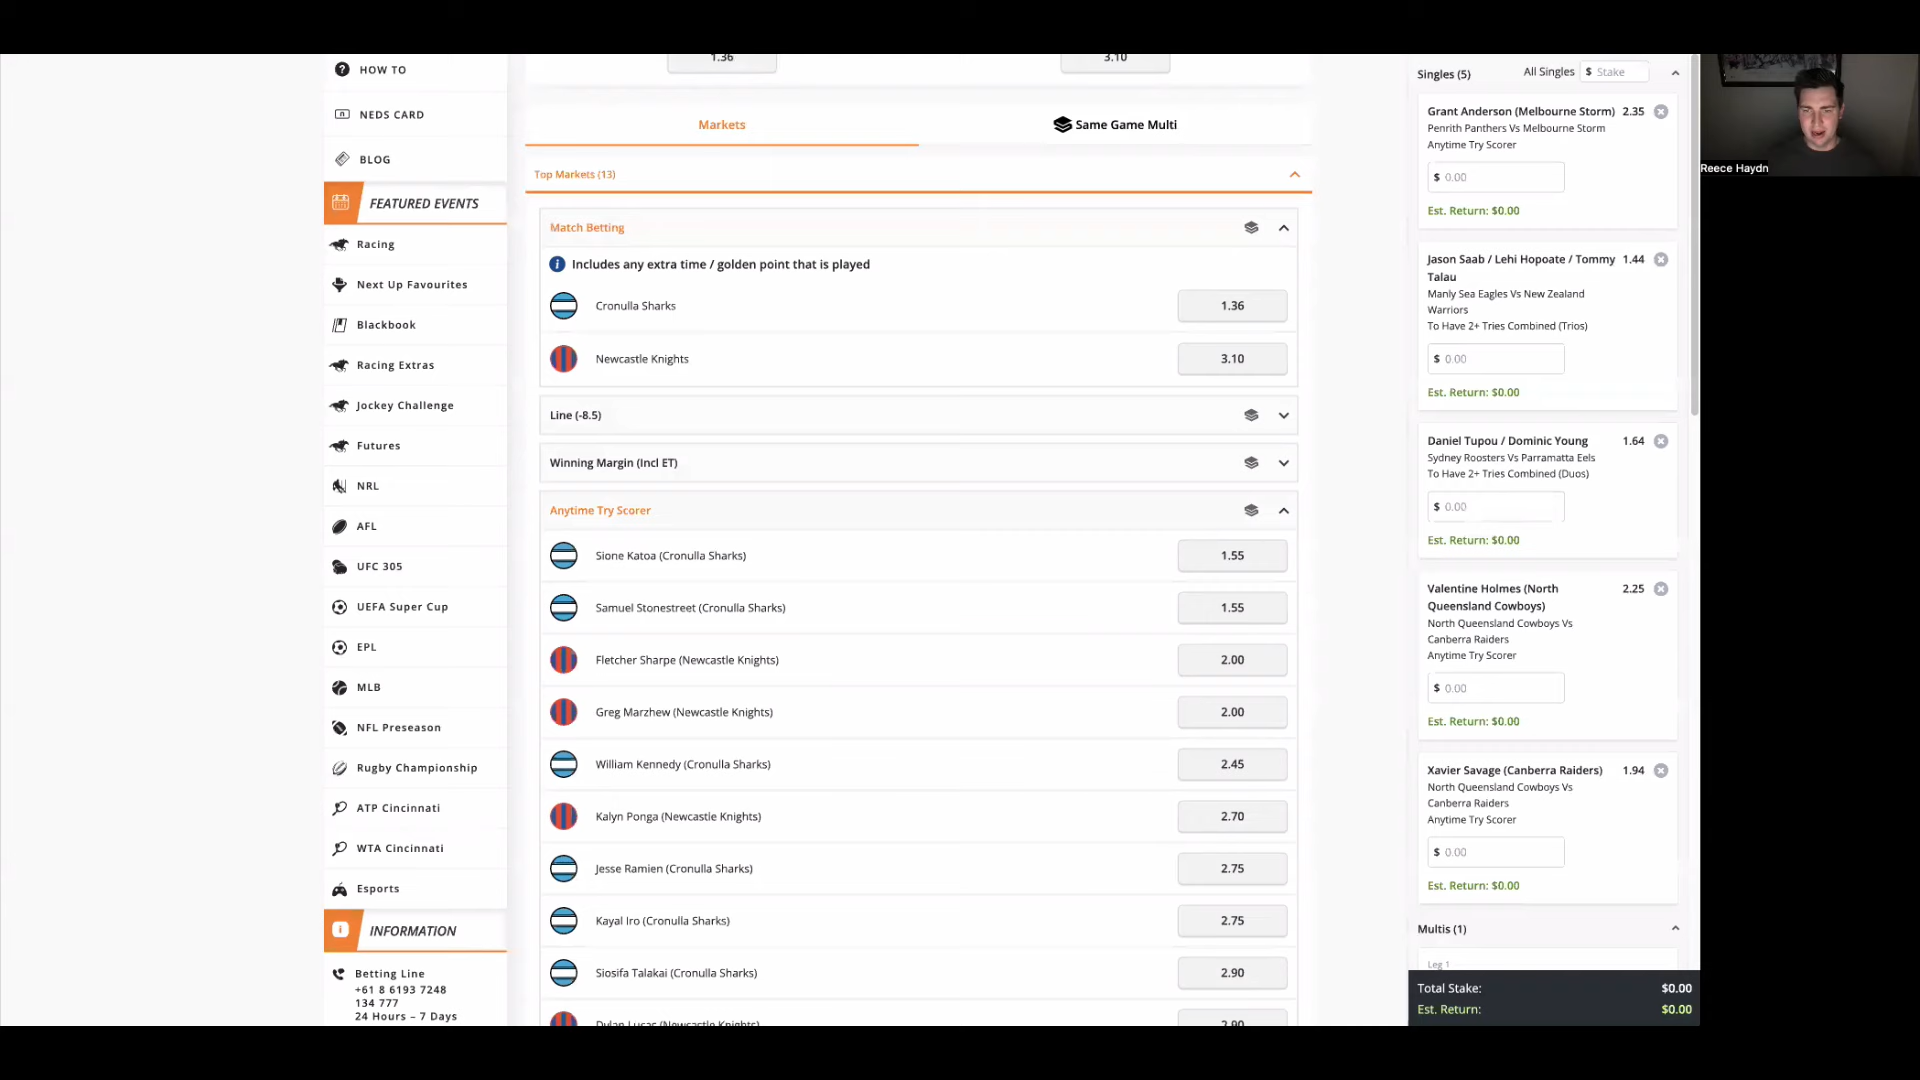 HOW TO
NEDS CARD
BLOG
FEATURED EVENTS
Racing
Next Up Favourites
Blackbook
Racing Extras
Jockey Challenge
Futures
NRL
AFL
UFC 305
UEFA Super Cup
EPL
MLB
NFL Preseason
Rugby Championship
ATP Cincinnati
WTA Cincinnati
Esports
INFORMATION
Betting Line
+61 8 6193 7248
134 777
24 Hours – 7 Days
1.36 3.10
Markets Same Game Multi
Top Markets (13)
Match Betting
Includes any extra time / golden point that is played
Cronulla Sharks 1.36
Newcastle Knights 3.10
Line (-8.5)
Winning Margin (Incl ET)
Anytime Try Scorer
Sione Katoa (Cronulla Sharks) 1.55
Samuel Stonestreet (Cronulla Sharks) 1.55
Fletcher Sharpe (Newcastle Knights) 2.00
Greg Marzhew (Newcastle Knights) 2.00
William Kennedy (Cronulla Sharks) 2.45
Kalyn Ponga (Newcastle Knights) 2.70
Jesse Ramien (Cronulla Sharks) 2.75
Kayal Iro (Cronulla Sharks) 2.75
Siosifa Talakai (Cronulla Sharks) 2.90
Dylan Lucas (Newcastle Knights) 2.90
Singles (5) All Singles $ Stake
Grant Anderson (Melbourne Storm) 2.35
Penrith Panthers Vs Melbourne Storm
Anytime Try Scorer
$ 0.00
Est. Return: $0.00
Jason Saab / Lehi Hopoate / Tommy 1.44
Talau
Manly Sea Eagles Vs New Zealand
Warriors
To Have 2+ Tries Combined (Trios)
$ 0.00
Est. Return: $0.00
Daniel Tupou / Dominic Young 1.64
Sydney Roosters Vs Parramatta Eels
To Have 2+ Tries Combined (Duos)
$ 0.00
Est. Return: $0.00
Valentine Holmes (North 2.25
Queensland Cowboys)
North Queensland Cowboys Vs
Canberra Raiders
Anytime Try Scorer
$ 0.00
Est. Return: $0.00
Xavier Savage (Canberra Raiders) 1.94
North Queensland Cowboys Vs
Canberra Raiders
Anytime Try Scorer
$ 0.00
Est. Return: $0.00
Multis (1)
Leg 1
Total Stake: $0.00
Est. Return: $0.00
Reece Haydn